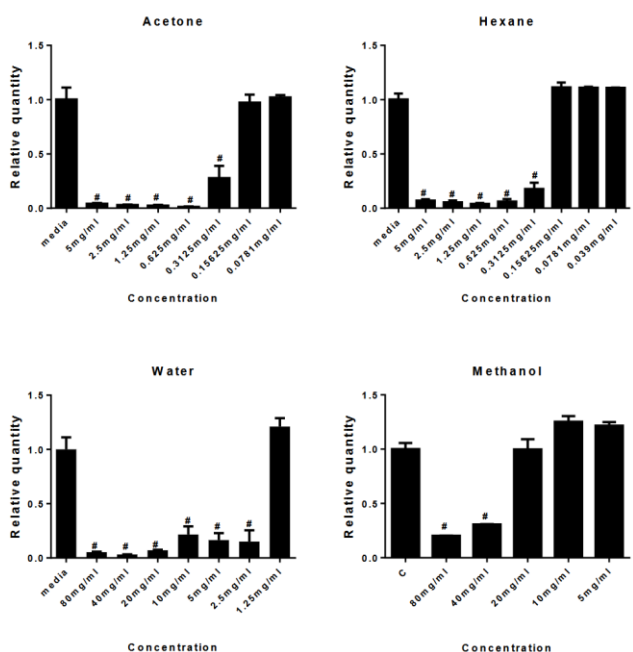 Acetone
Relative quantity
1.5
1.0
0.5
0.0
# # # # #
media
5mg/ml
2.5mg/ml
1.25mg/ml
0.625mg/ml
0.3125mg/ml
0.15625mg/ml
0.0781mg/ml
Concentration
Hexane
Relative quantity
1.5
1.0
0.5
0.0
# # # # #
media
5mg/ml
2.5mg/ml
1.25mg/ml
0.625mg/ml
0.3125mg/ml
0.15625mg/ml
0.0781mg/ml
0.039mg/ml
Concentration
Water
Relative quantity
1.5
1.0
0.5
0.0
# # # # # #
media
80mg/ml
40mg/ml
20mg/ml
10mg/ml
5mg/ml
2.5mg/ml
1.25mg/ml
Concentration
Methanol
Relative quantity
1.5
1.0
0.5
0.0
# #
C
80mg/ml
40mg/ml
20mg/ml
10mg/ml
5mg/ml
Concentration